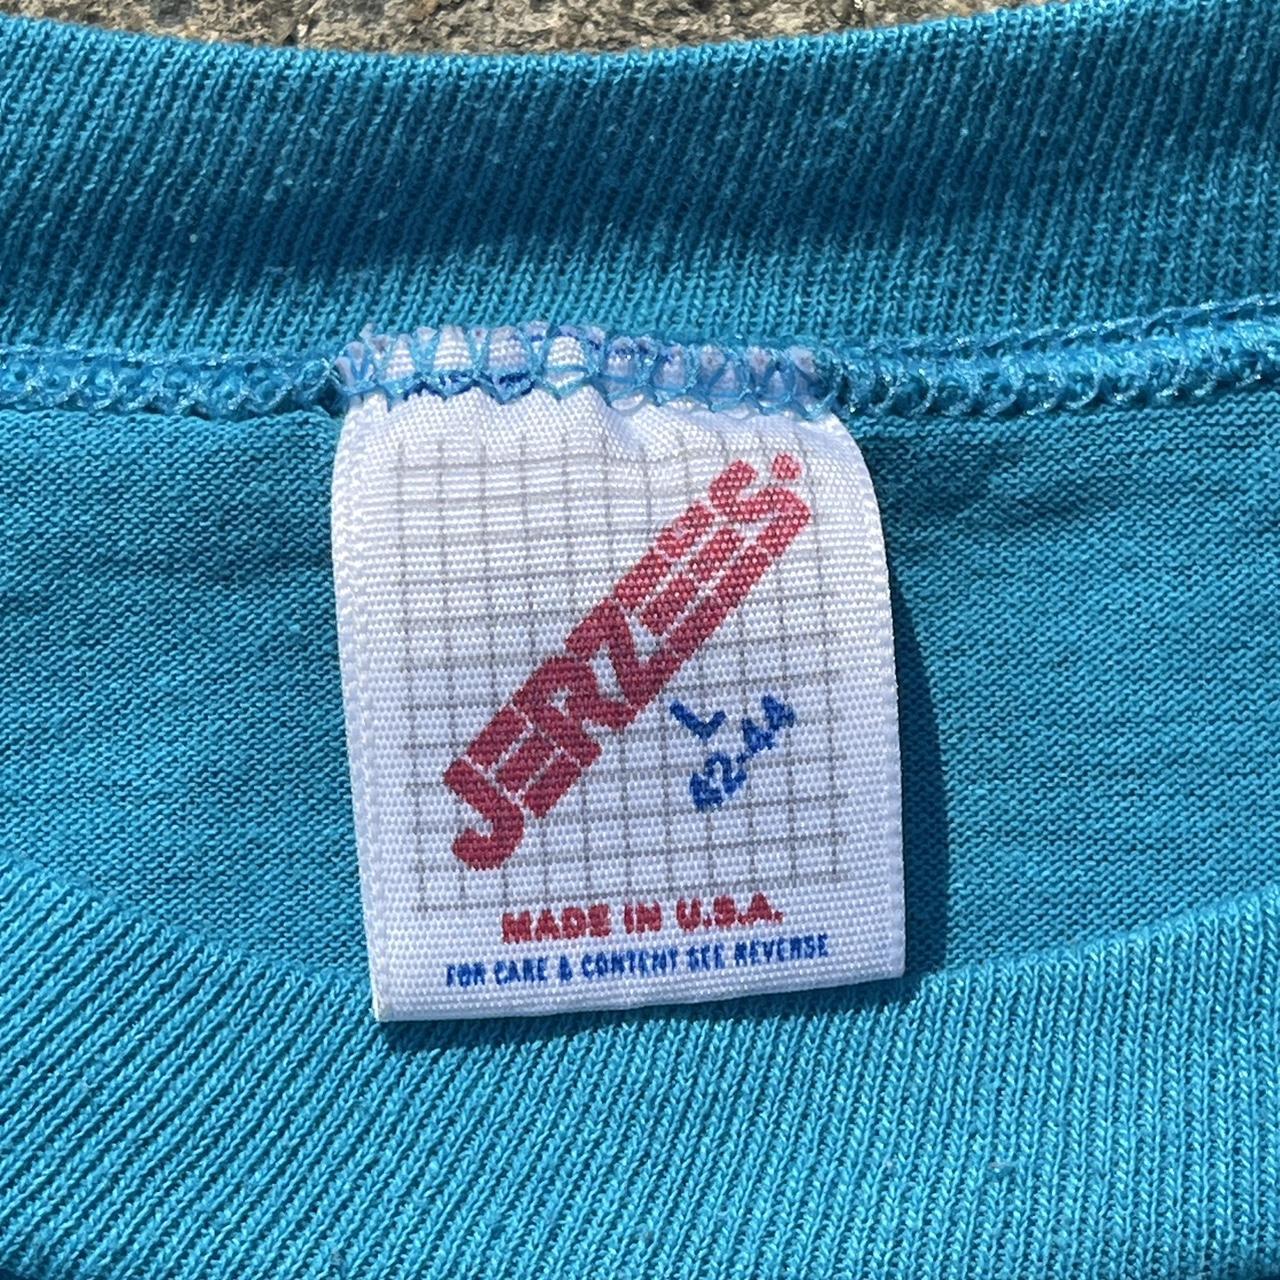 JERZEES.
L
42-44
MADE IN U.S.A.
FOR CARE & CONTENT SEE REVERSE